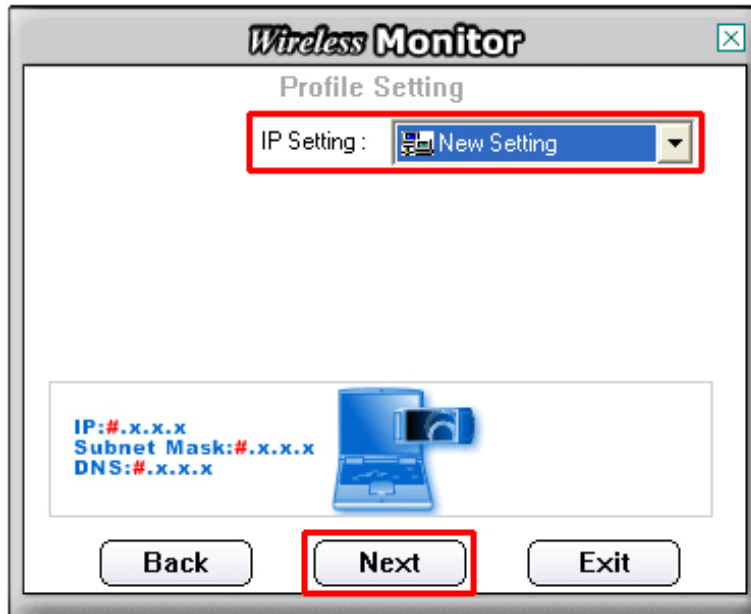 Wireless Monitor
Profile Setting
IP Setting : New Setting
IP:#.x.x.x
Subnet Mask:#.x.x.x
DNS:#.x.x.x
Back Next Exit